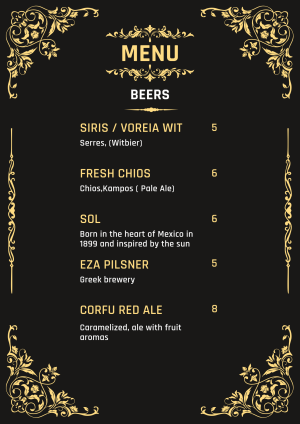 MENU
BEERS
SIRIS / VOREIA WIT 5
Serres, (Witbier)
FRESH CHIOS 6
Chios,Kampos ( Pale Ale)
SOL 6
Born in the heart of Mexico in
1899 and inspired by the sun
EZA PILSNER 5
Greek brewery
CORFU RED ALE 8
Caramelized, ale with fruit
aromas